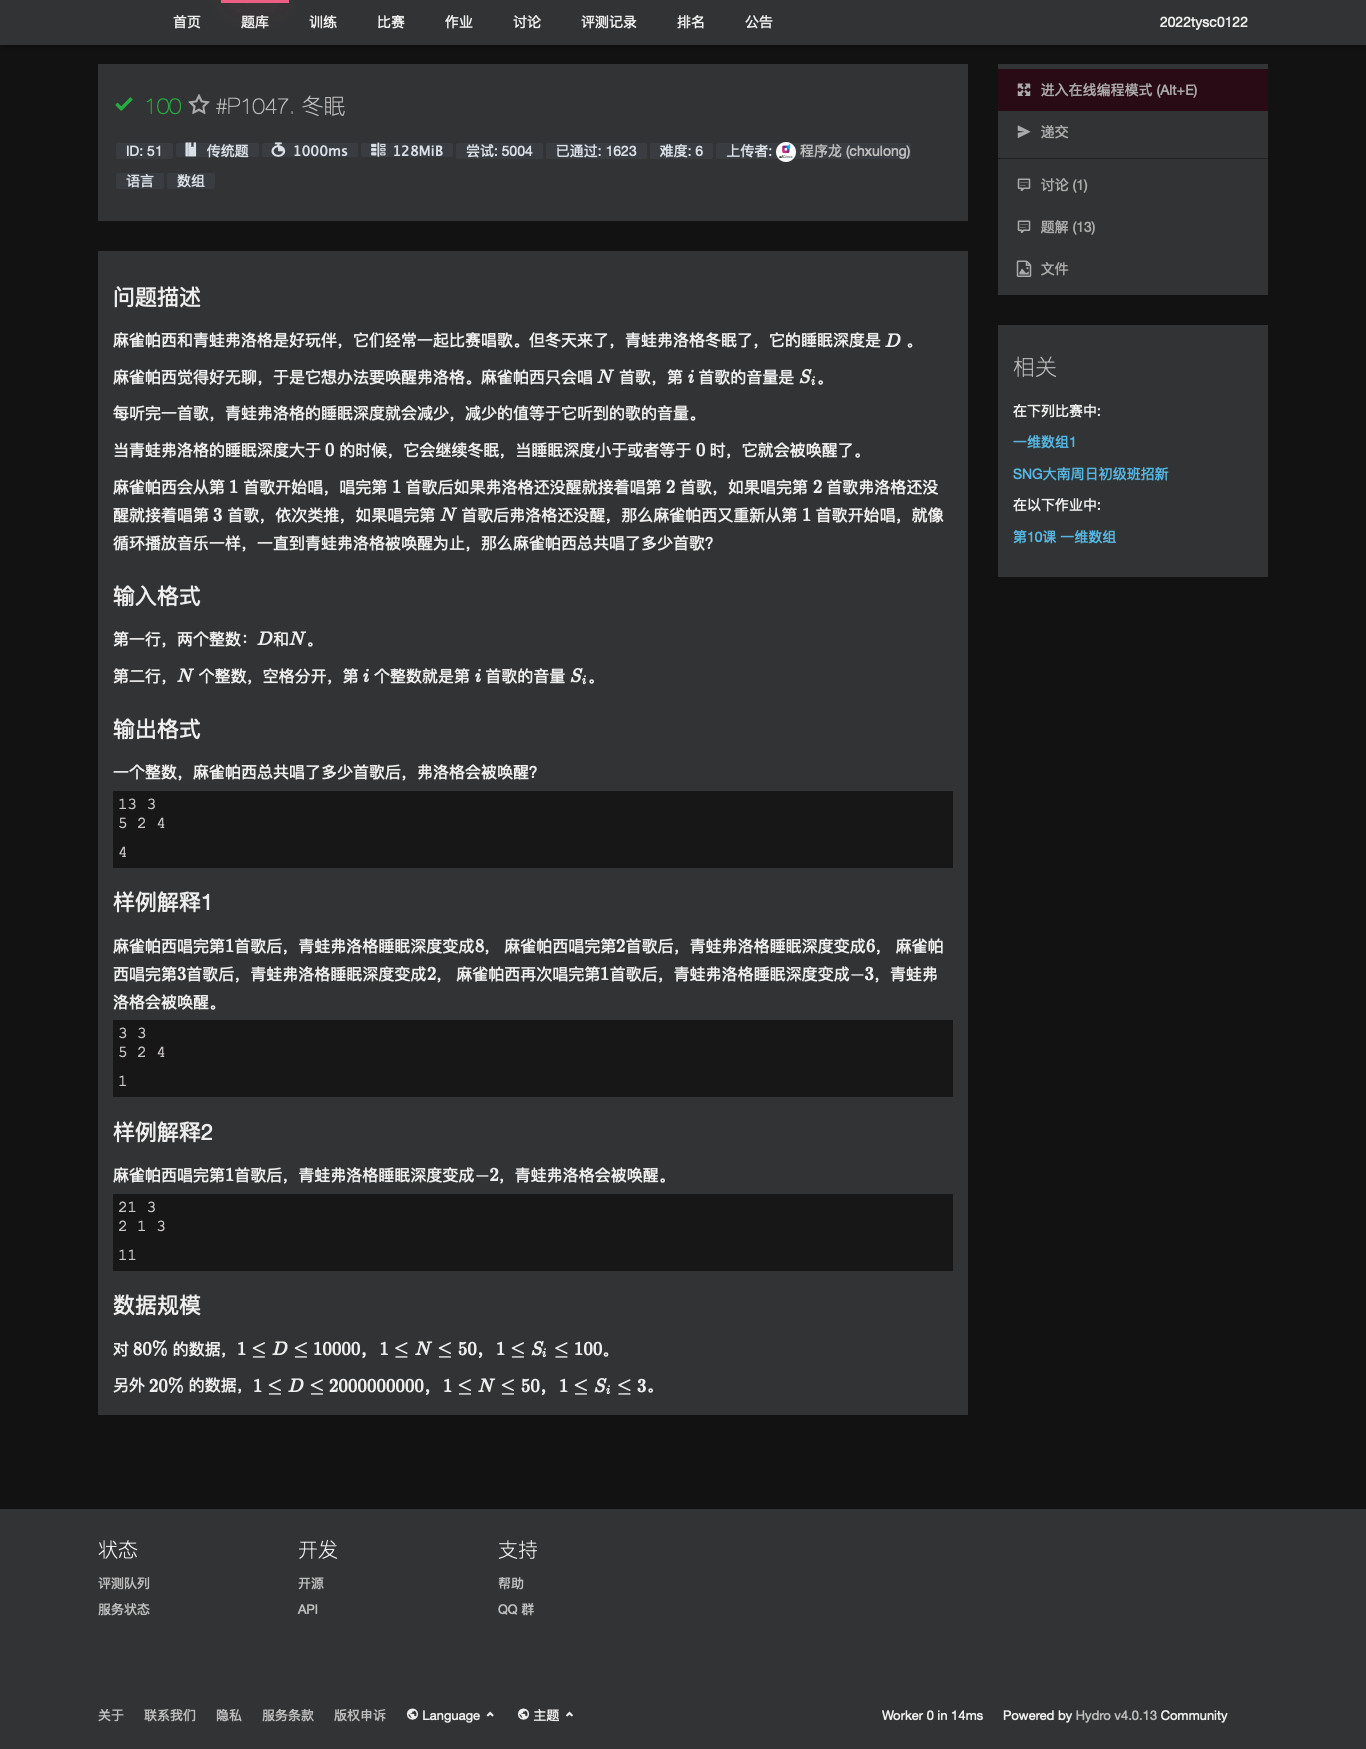 首页 题库 训练 比赛 作业 讨论 评测记录 排名 公告 2022tysc0122
100 #P1047. 冬眠
ID: 51 传统题 1000ms 128MiB 尝试: 5004 已通过: 1623 难度: 6 上传者: 程序龙 (chxulong)
语言 数组
进入在线编程模式 (Alt+E)
递交
讨论 (1)
题解 (13)
文件
相关
在下列比赛中:
一维数组1
SNG大南周日初级班招新
在以下作业中:
第10课 一维数组
问题描述
麻雀帕西和青蛙弗洛格是好玩伴，它们经常一起比赛唱歌。但冬天来了，青蛙弗洛格冬眠了，它的睡眠深度是 D 。
麻雀帕西觉得好无聊，于是它想办法要唤醒弗洛格。麻雀帕西只会唱 N 首歌，第 i 首歌的音量是 Sᵢ。
每听完一首歌，青蛙弗洛格的睡眠深度就会减少，减少的值等于它听到的歌的音量。
当青蛙弗洛格的睡眠深度大于 0 的时候，它会继续冬眠，当睡眠深度小于或者等于 0 时，它就会被唤醒了。
麻雀帕西会从第 1 首歌开始唱，唱完第 1 首歌后如果弗洛格还没醒就接着唱第 2 首歌，如果唱完第 2 首歌弗洛格还没
醒就接着唱第 3 首歌，依次类推，如果唱完第 N 首歌后弗洛格还没醒，那么麻雀帕西又重新从第 1 首歌开始唱，就像
循环播放音乐一样，一直到青蛙弗洛格被唤醒为止，那么麻雀帕西总共唱了多少首歌?
输入格式
第一行，两个整数：D和N。
第二行，N 个整数，空格分开，第 i 个整数就是第 i 首歌的音量 Sᵢ。
输出格式
一个整数，麻雀帕西总共唱了多少首歌后，弗洛格会被唤醒?
13 3
5 2 4
4
样例解释1
麻雀帕西唱完第1首歌后，青蛙弗洛格睡眠深度变成8， 麻雀帕西唱完第2首歌后，青蛙弗洛格睡眠深度变成6， 麻雀帕
西唱完第3首歌后，青蛙弗洛格睡眠深度变成2， 麻雀帕西再次唱完第1首歌后，青蛙弗洛格睡眠深度变成−3，青蛙弗
洛格会被唤醒。
3 3
5 2 4
1
样例解释2
麻雀帕西唱完第1首歌后，青蛙弗洛格睡眠深度变成−2，青蛙弗洛格会被唤醒。
21 3
2 1 3
11
数据规模
对 80% 的数据，1 ≤ D ≤ 10000，1 ≤ N ≤ 50，1 ≤ Sᵢ ≤ 100。
另外 20% 的数据，1 ≤ D ≤ 2000000000，1 ≤ N ≤ 50，1 ≤ Sᵢ ≤ 3。
状态 开发 支持
评测队列 开源 帮助
服务状态 API QQ 群
关于 联系我们 隐私 服务条款 版权申诉 Language 主题 Worker 0 in 14ms Powered by Hydro v4.0.13 Community